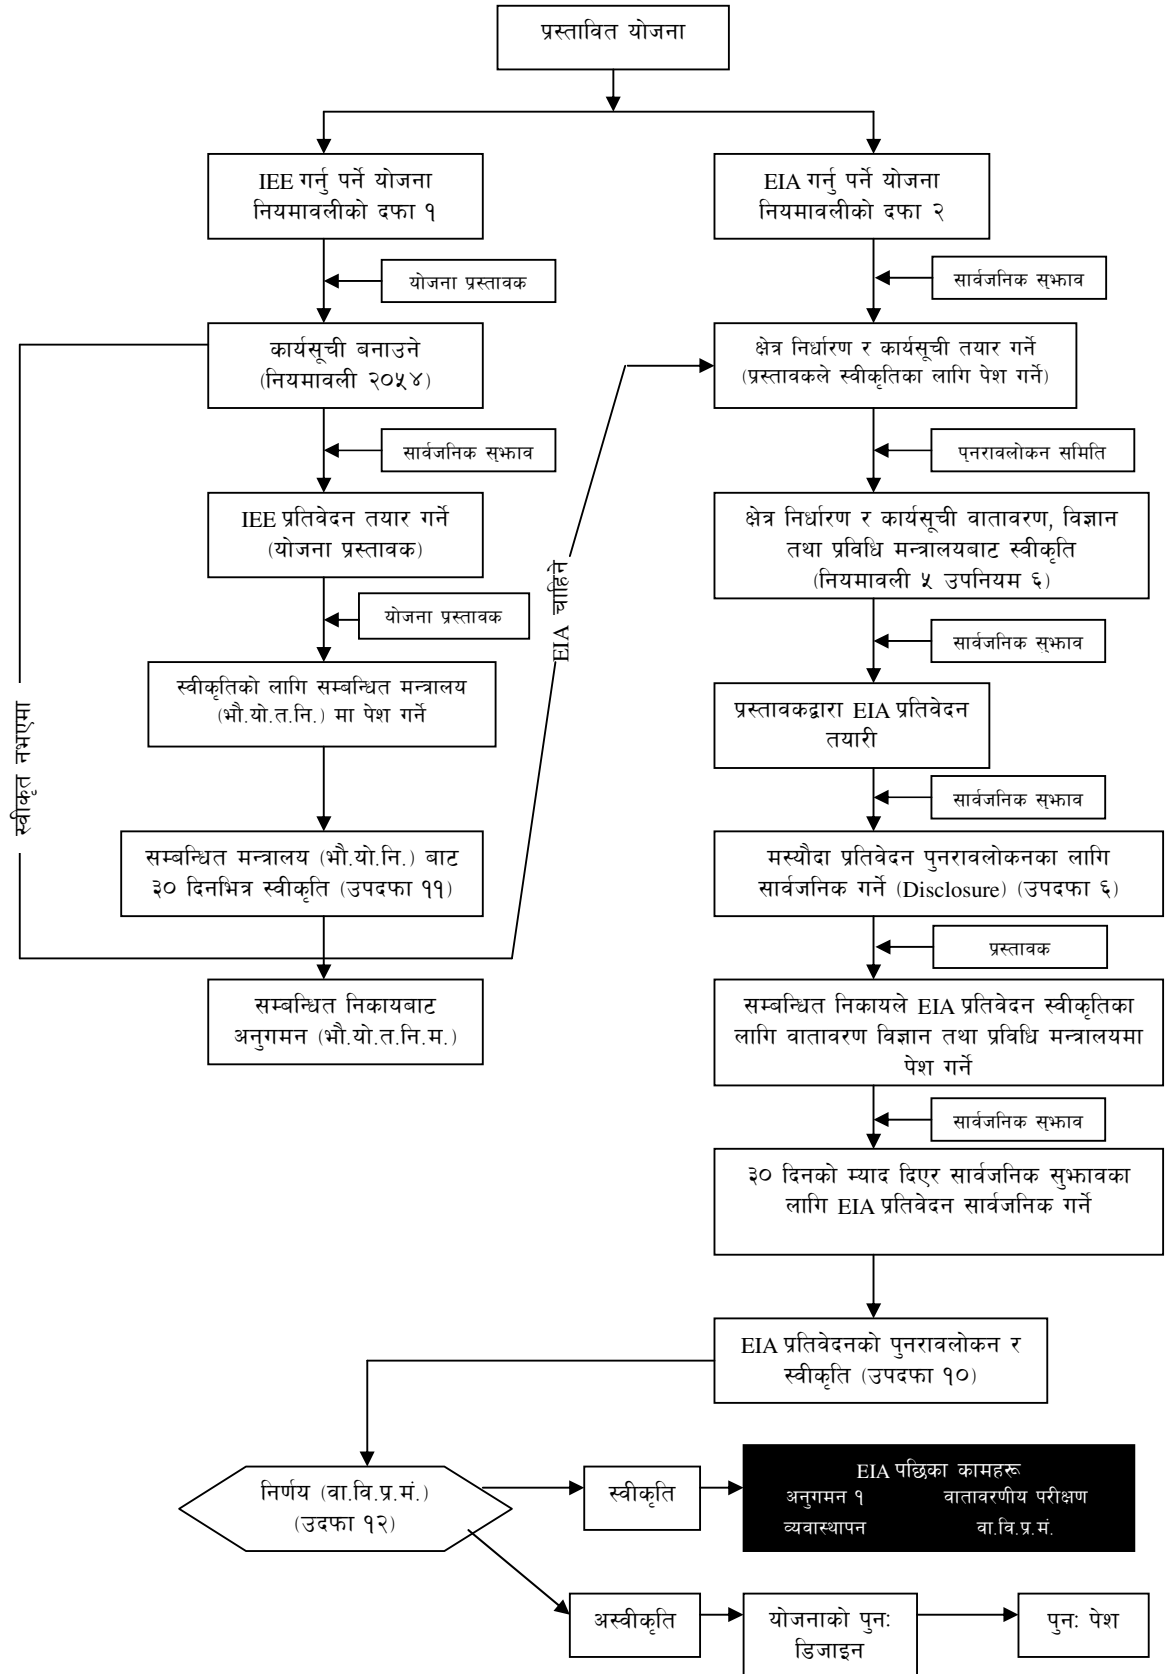 प्रस्तावित योजना
IEE गर्नु पर्ने योजना
नियमावलीको दफा १
योजना प्रस्तावक
कार्यसूची बनाउने
(नियमावली २०५४)
सार्वजनिक सुझाव
IEE प्रतिवेदन तयार गर्ने
(योजना प्रस्तावक)
योजना प्रस्तावक
स्वीकृतिको लागि सम्बन्धित मन्त्रालय
(भौ.यो.त.नि.) मा पेश गर्ने
सम्बन्धित मन्त्रालय (भौ.यो.नि.) बाट
३० दिनभित्र स्वीकृति (उपदफा ११)
सम्बन्धित निकायबाट
अनुगमन (भौ.यो.त.नि.म.)
स्वीकृत नभएमा
EIA चाहिने
EIA गर्नु पर्ने योजना
नियमावलीको दफा २
सार्वजनिक सुझाव
क्षेत्र निर्धारण र कार्यसूची तयार गर्ने
(प्रस्तावकले स्वीकृतिका लागि पेश गर्ने)
पुनरावलोकन समिति
क्षेत्र निर्धारण र कार्यसूची वातावरण, विज्ञान
तथा प्रविधि मन्त्रालयबाट स्वीकृति
(नियमावली ५ उपनियम ६)
सार्वजनिक सुझाव
प्रस्तावकद्वारा EIA प्रतिवेदन
तयारी
सार्वजनिक सुझाव
मस्यौदा प्रतिवेदन पुनरावलोकनका लागि
सार्वजनिक गर्ने (Disclosure) (उपदफा ६)
प्रस्तावक
सम्बन्धित निकायले EIA प्रतिवेदन स्वीकृतिका
लागि वातावरण विज्ञान तथा प्रविधि मन्त्रालयमा
पेश गर्ने
सार्वजनिक सुझाव
३० दिनको म्याद दिएर सार्वजनिक सुझावका
लागि EIA प्रतिवेदन सार्वजनिक गर्ने
EIA प्रतिवेदनको पुनरावलोकन र
स्वीकृति (उपदफा १०)
निर्णय (वा.वि.प्र.मं.)
(उदफा १२)
स्वीकृति
EIA पछिका कामहरू
अनुगमन १ वातावरणीय परीक्षण
व्यवास्थापन वा.वि.प्र.मं.
अस्वीकृति
योजनाको पुनः
डिजाइन
पुनः पेश